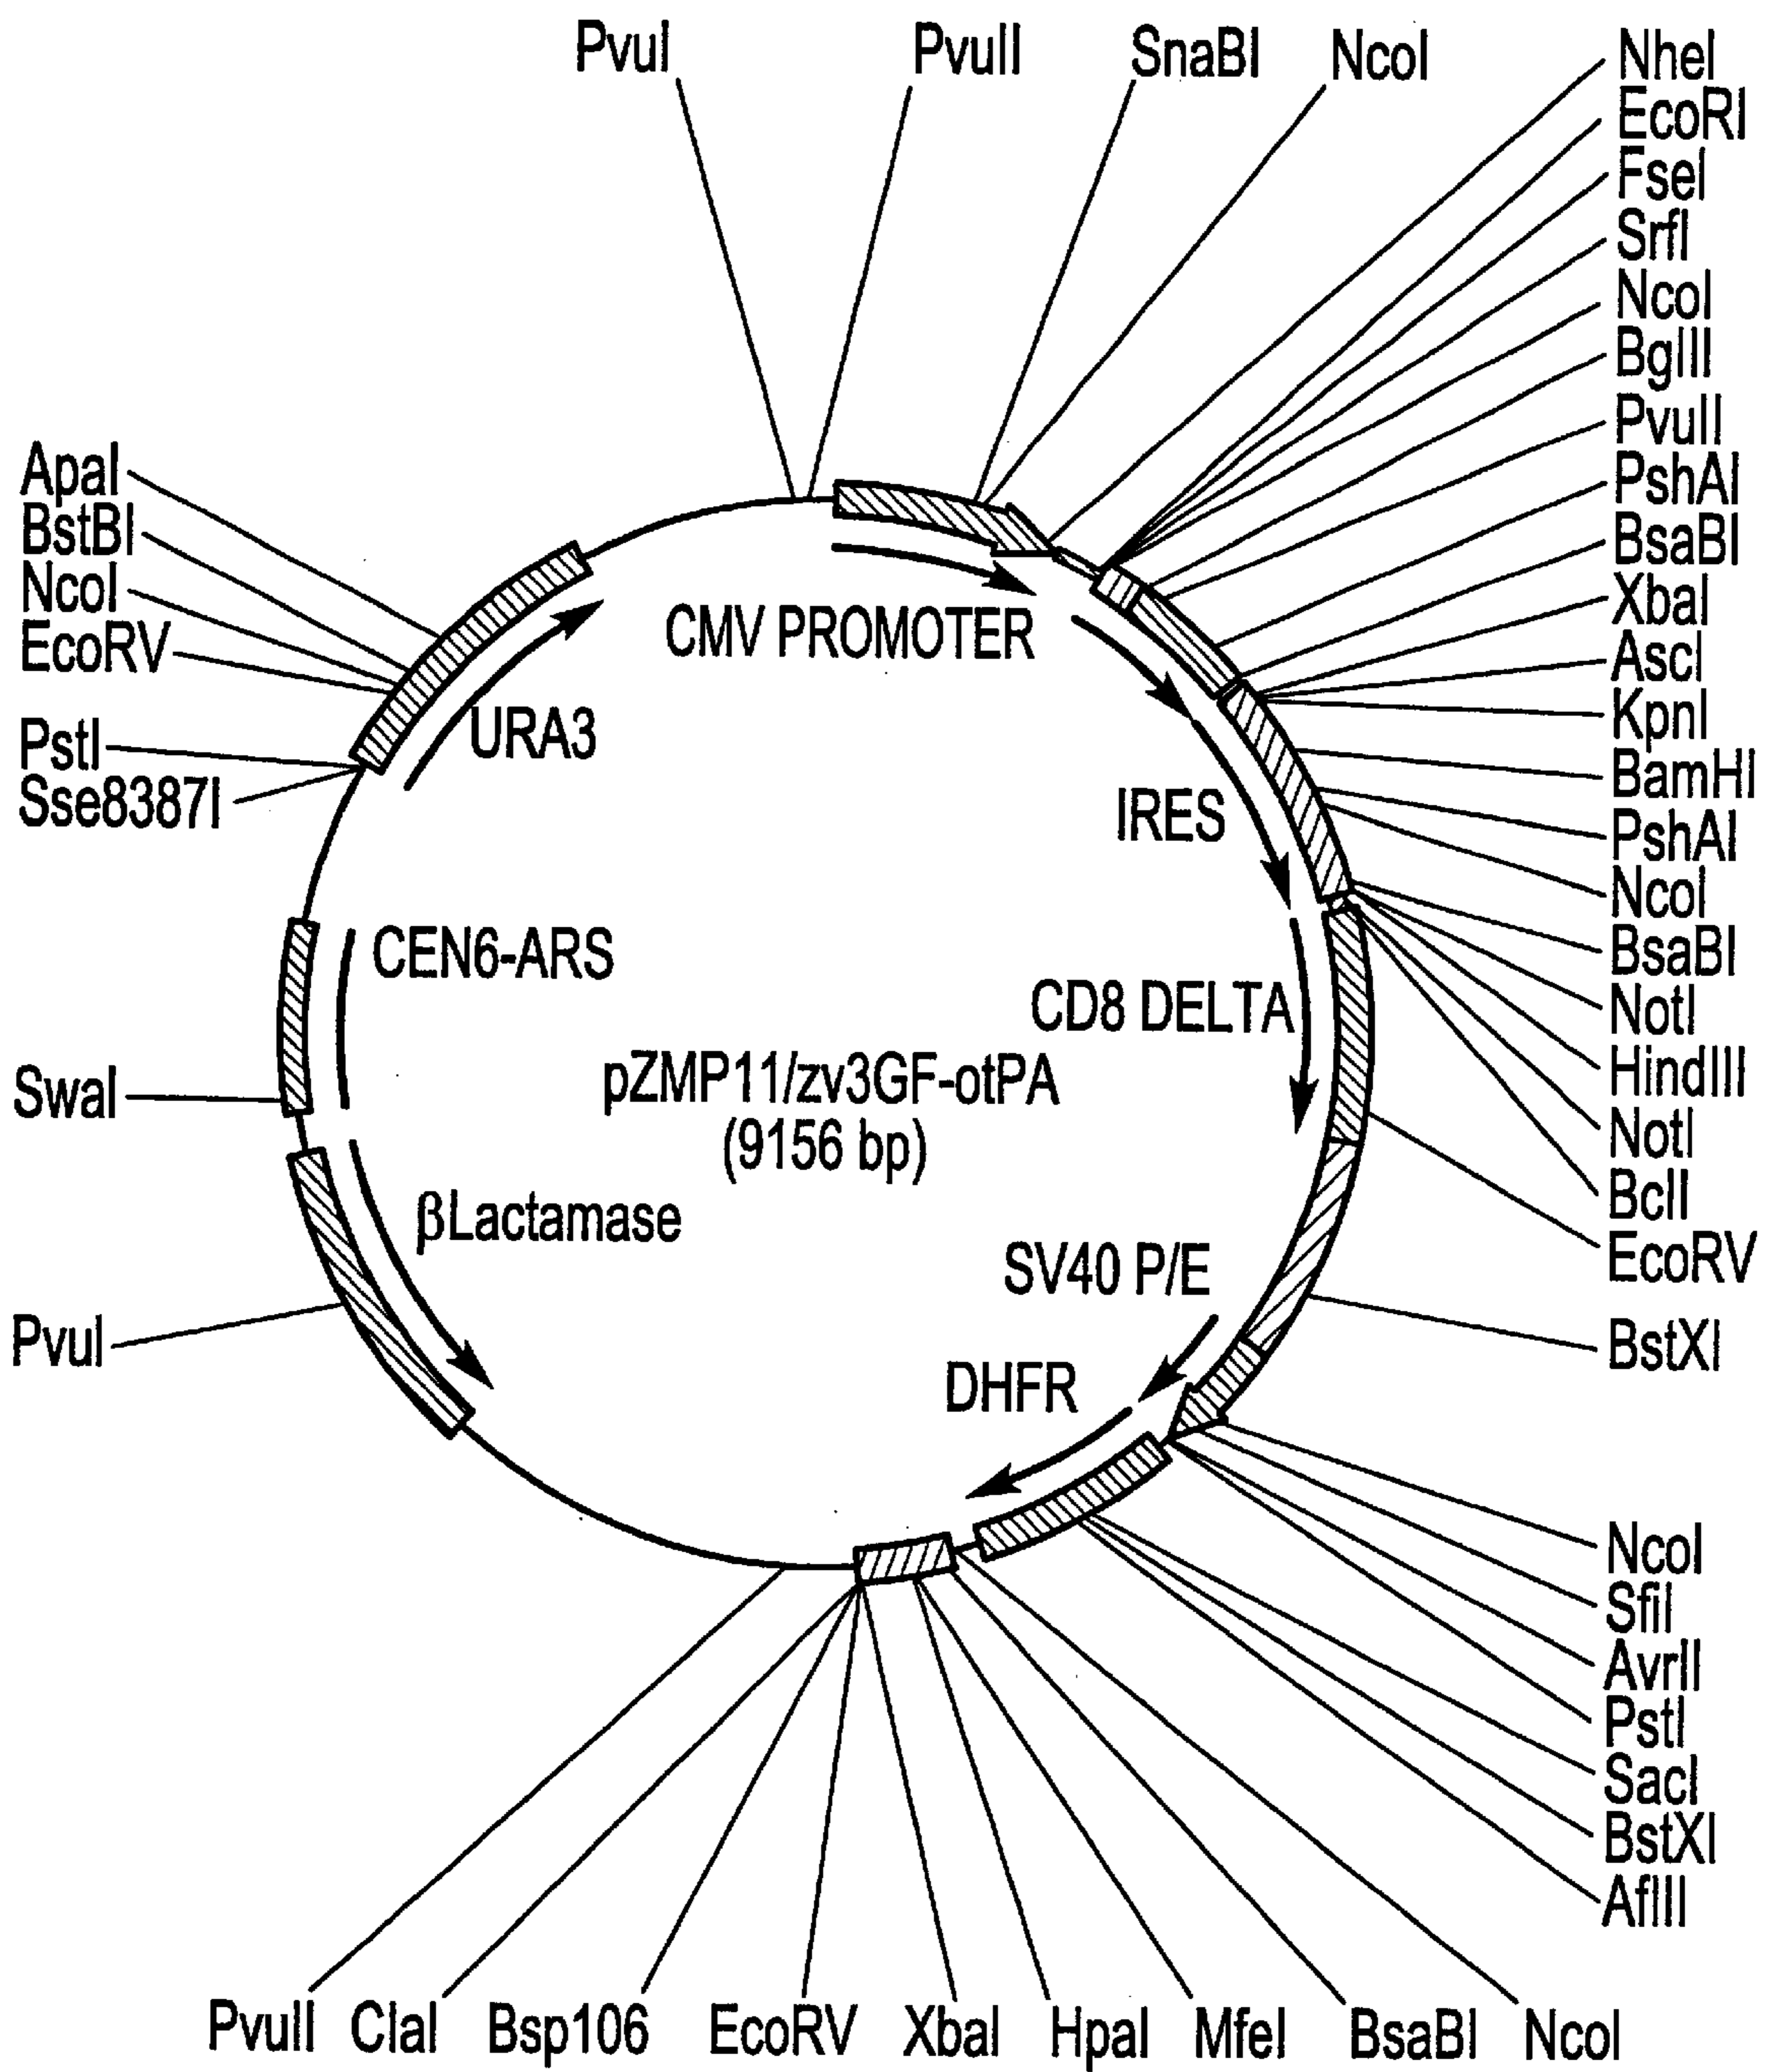 PvuI
PvuII
SnaBI
NcoI
NheI
EcoRI
FseI
SrfI
NcoI
BglII
PvuII
PshAI
BsaBI
XbaI
AscI
KpnI
BamHI
PshAI
NcoI
BsaBI
NotI
HindIII
NotI
BclI
EcoRV
BstXI
NcoI
SfiI
AvrII
PstI
SacI
BstXI
AflII
NcoI
BsaBI
MfeI
HpaI
XbaI
EcoRV
Bsp106
ClaI
PvuII
PvuI
SwaI
Sse8387I
PstI
EcoRV
NcoI
BstBI
ApaI
CMV PROMOTER
URA3
IRES
CEN6-ARS
CD8 DELTA
pZMP11/zv3GF-otPA
(9156 bp)
βLactamase
SV40 P/E
DHFR